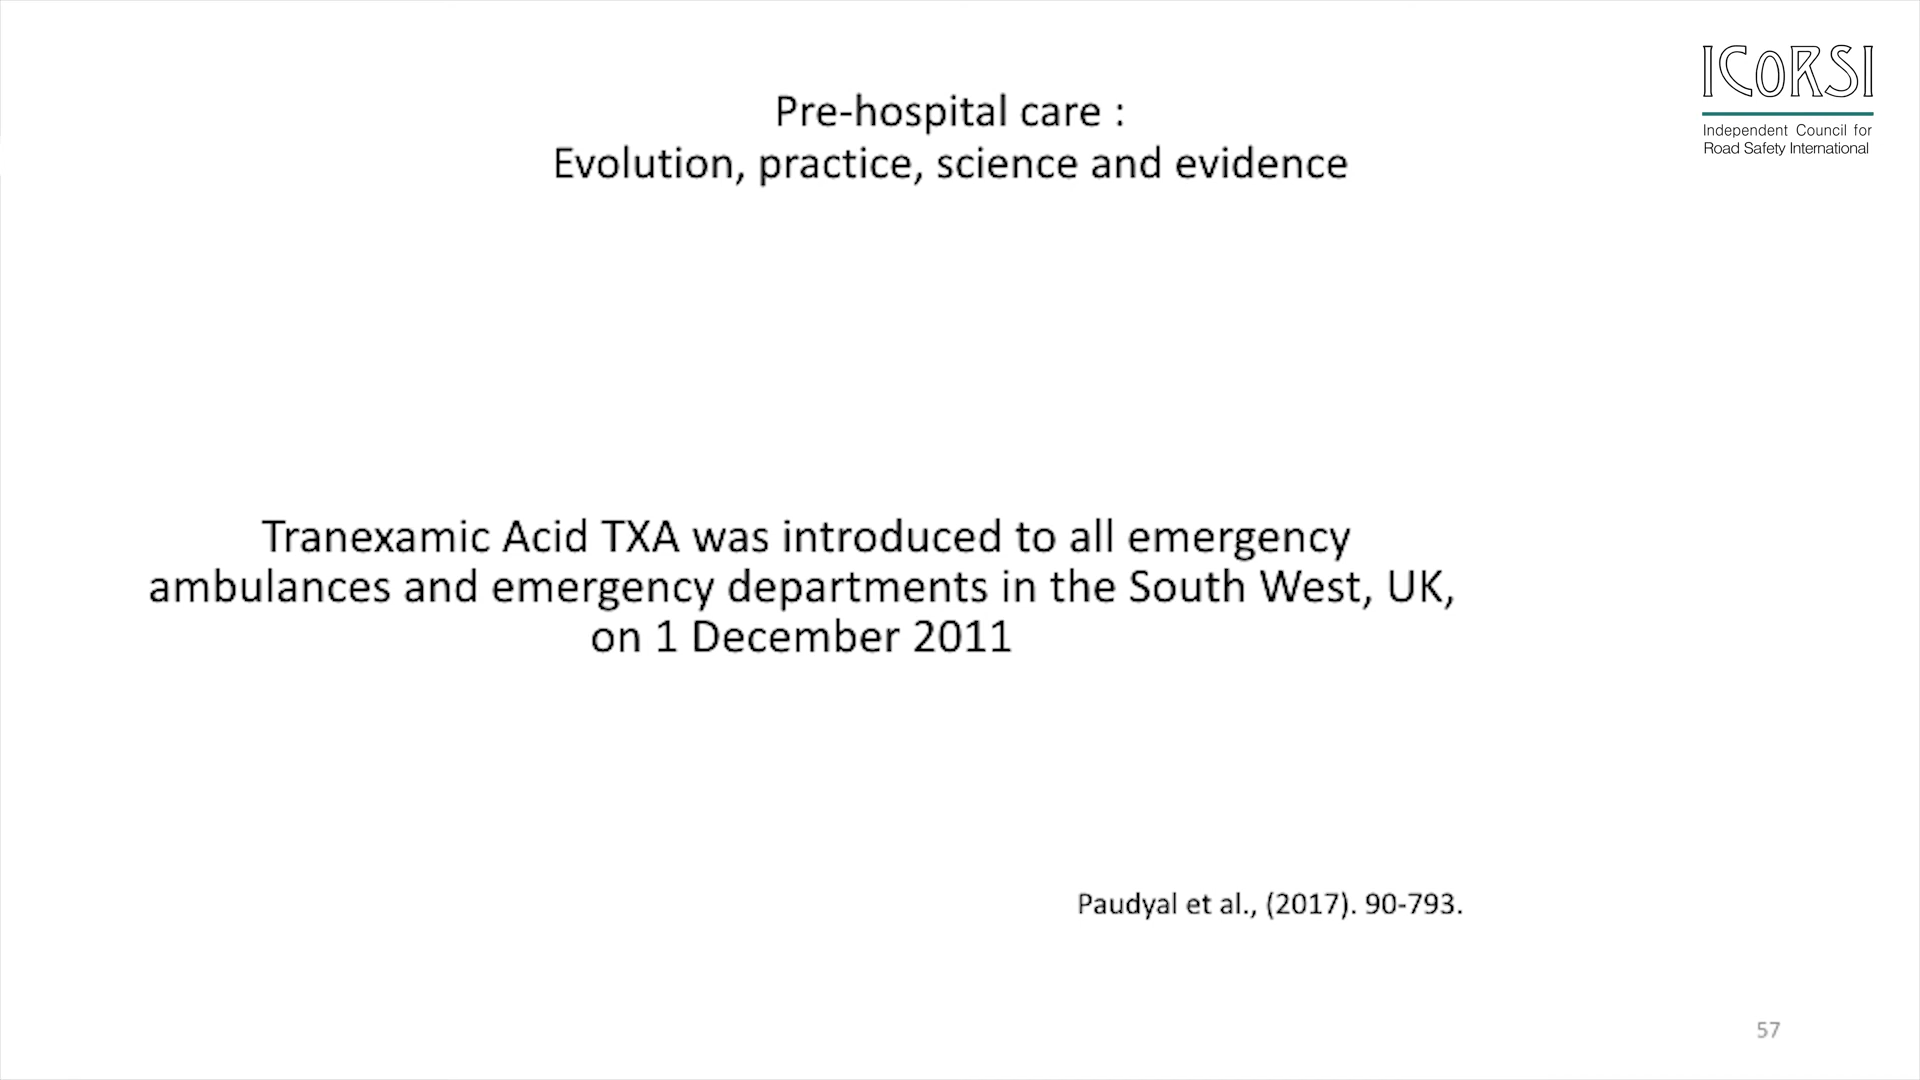 ICORSI
Independent Council for
Road Safety International
Pre-hospital care :
Evolution, practice, science and evidence
Tranexamic Acid TXA was introduced to all emergency
ambulances and emergency departments in the South West, UK,
on 1 December 2011
Paudyal et al., (2017). 90-793.
57